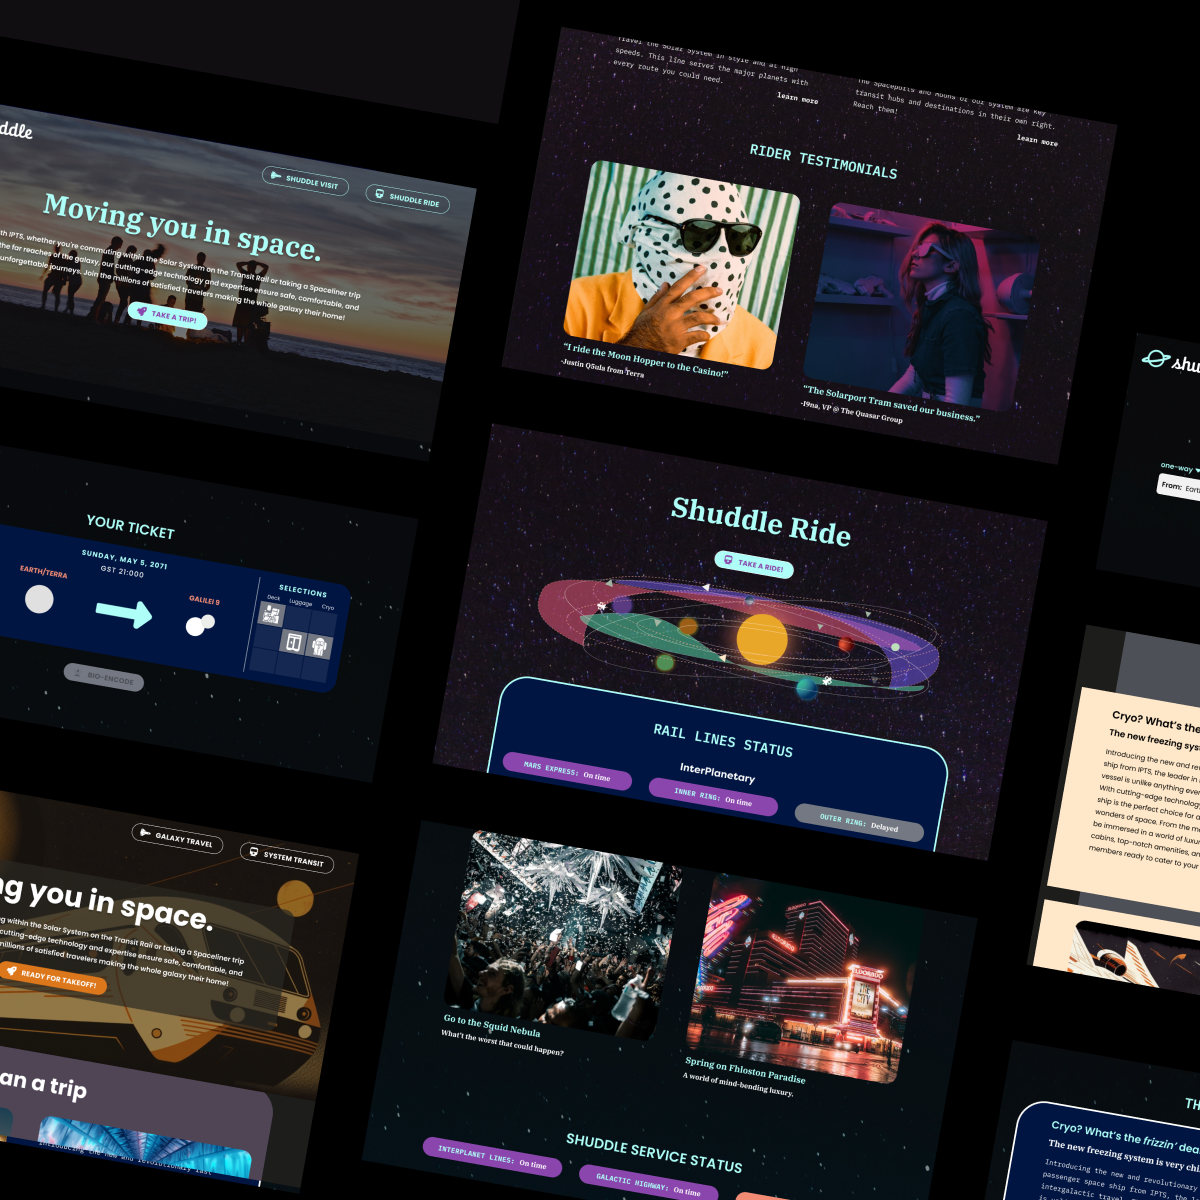 ddle
SHUDDLE VISIT
SHUDDLE RIDE
Moving you in space.
th IPTS, whether you're commuting within the Solar System on the Transit Rail or taking a Spaceliner trip
the far reaches of the galaxy, our cutting-edge technology and expertise ensure safe, comfortable, and
unforgettable journeys. Join the millions of satisfied travelers making the whole galaxy their home!
TAKE A TRIP!
Travel the Solar System in style and at high
speeds. This line serves the major planets with
every route you could need.
learn more
The Spaceports and Moons of our system are key
transit hubs and destinations in their own right.
Reach them!
learn more
RIDER TESTIMONIALS
"I ride the Moon Hopper to the Casino!"
-Justin Q5ula from Terra
"The Solarport Tram saved our business."
-I9na, VP @ The Quasar Group
shu
one-way
From: Eart
YOUR TICKET
SUNDAY, MAY 5, 2071
GST 21:000
EARTH/TERRA
GALILEI 9
SELECTIONS
Deck
Luggage
Cryo
BIO-ENCODE
Shuddle Ride
TAKE A RIDE!
RAIL LINES STATUS
InterPlanetary
MARS EXPRESS: On time
INNER RING: On time
OUTER RING: Delayed
Cryo? What's the
The new freezing syst
Introducing the new and rev
ship from IPTS, the leader in
vessel is unlike anything eve
With cutting-edge technolog
ship is the perfect choice for a
wonders of space. From the m
be immersed in a world of luxu
cabins, top-notch amenities, an
members ready to cater to your
GALAXY TRAVEL
SYSTEM TRANSIT
ng you in space.
ng within the Solar System on the Transit Rail or taking a Spaceliner trip
cutting-edge technology and expertise ensure safe, comfortable, and
millions of satisfied travelers making the whole galaxy their home!
READY FOR TAKEOFF!
an a trip
Introducing the new and revolutionary fast
ELDORADO
ELDORADO
THE
CITY
Go to the Squid Nebula
What't the worst that could happen?
Spring on Fhloston Paradise
A world of mind-bending luxury.
SHUDDLE SERVICE STATUS
INTERPLANET LINES: On time
GALACTIC HIGHWAY: On time
TH
Cryo? What's the frizzin' dea
The new freezing system is very chi
Introducing the new and revolutionary
passenger space ship from IPTS, the
intergalactic trave